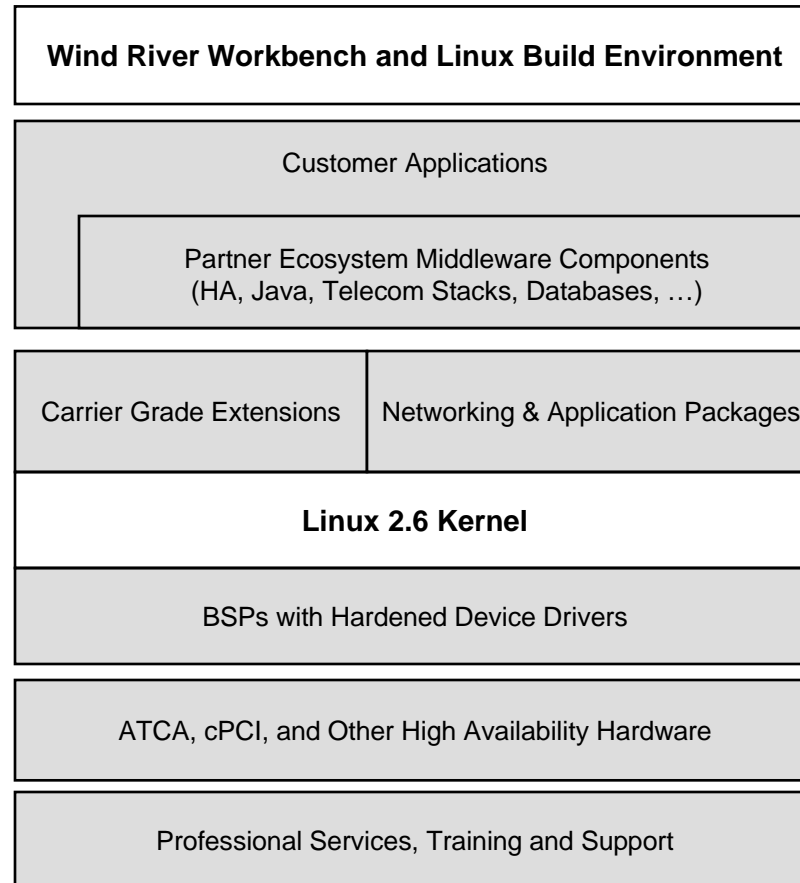 Wind River Workbench and Linux Build Environment
Customer Applications
Partner Ecosystem Middleware Components
(HA, Java, Telecom Stacks, Databases, …)
Carrier Grade Extensions
Networking & Application Packages
Linux 2.6 Kernel
BSPs with Hardened Device Drivers
ATCA, cPCI, and Other High Availability Hardware
Professional Services, Training and Support